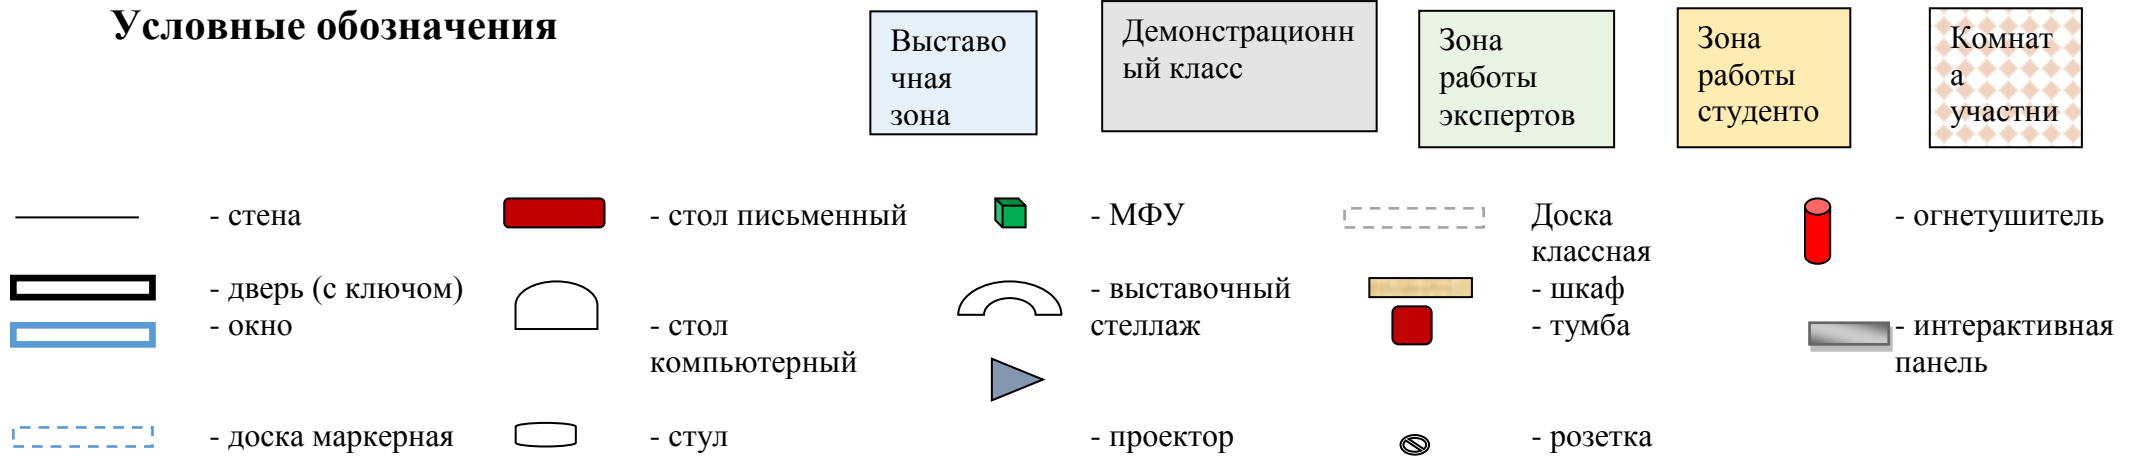 Условные обозначения
Выставо
чная
зона
Демонстрационн
ый класс
Зона
работы
экспертов
Зона
работы
студенто
Комнат
а
участни
- стена
- стол письменный
- МФУ
Доска
классная
- огнетушитель
- дверь (с ключом)
- окно
- стол
компьютерный
- выставочный
стеллаж
- шкаф
- тумба
- интерактивная
панель
- доска маркерная
- стул
- проектор
- розетка